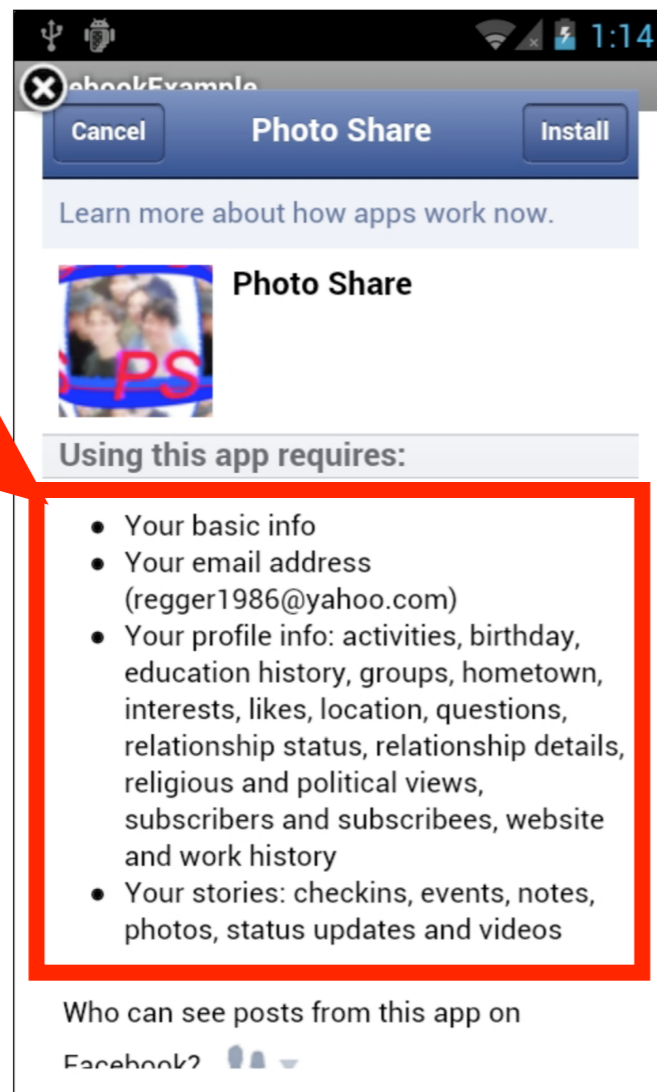 1:14
ebookExample
Cancel
Photo Share
Install
Learn more about how apps work now.
Photo Share
PS
Using this app requires:
● Your basic info
● Your email address
(regger1986@yahoo.com)
● Your profile info: activities, birthday,
education history, groups, hometown,
interests, likes, location, questions,
relationship status, relationship details,
religious and political views,
subscribers and subscribees, website
and work history
● Your stories: checkins, events, notes,
photos, status updates and videos
Who can see posts from this app on
Facebook?